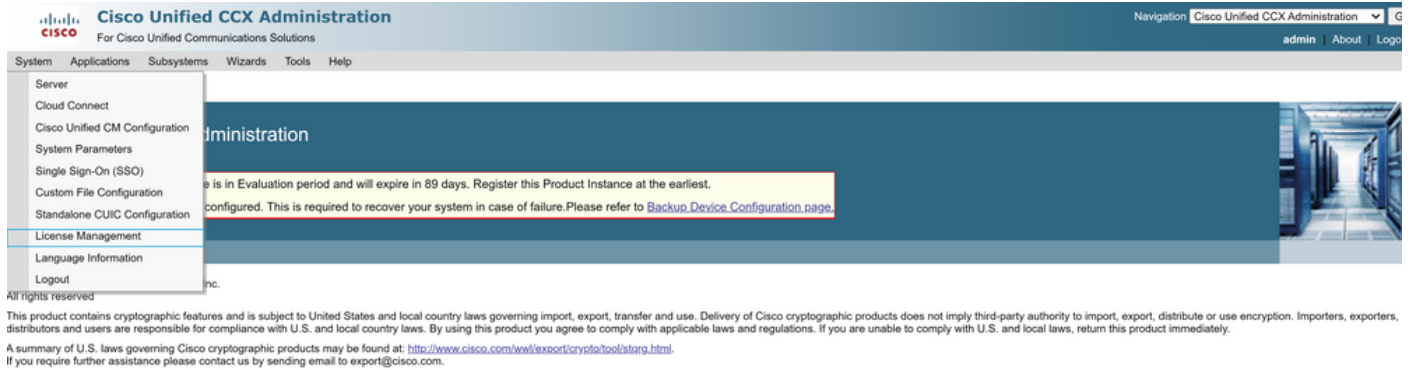 Cisco Unified CCX Administration
For Cisco Unified Communications Solutions
CISCO
Navigation Cisco Unified CCX Administration
admin | About | Logo
System Applications Subsystems Wizards Tools Help
Server
Cloud Connect
Cisco Unified CM Configuration
System Parameters
Single Sign-On (SSO)
Custom File Configuration
Standalone CUIC Configuration
License Management
Language Information
Logout
dministration
e is in Evaluation period and will expire in 89 days. Register this Product Instance at the earliest.
configured. This is required to recover your system in case of failure.Please refer to Backup Device Configuration page.
Inc.
All rights reserved
This product contains cryptographic features and is subject to United States and local country laws governing import, export, transfer and use. Delivery of Cisco cryptographic products does not imply third-party authority to import, export, distribute or use encryption. Importers, exporters,
distributors and users are responsible for compliance with U.S. and local country laws. By using this product you agree to comply with applicable laws and regulations. If you are unable to comply with U.S. and local laws, return this product immediately.
A summary of U.S. laws governing Cisco cryptographic products may be found at: http://www.cisco.com/wwl/export/crypto/tool/stqrg.html.
If you require further assistance please contact us by sending email to export@cisco.com.